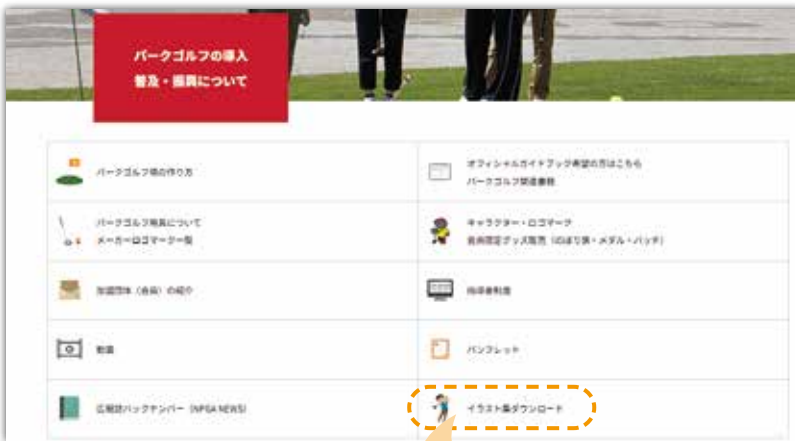 パークゴルフの導入
普及・振興について
パークゴルフ場の作り方
オフィシャルガイドブック希望の方はこちら
パークゴルフ関連書籍
パークゴルフ用具について
メーカーロゴマーク一覧
キャラクター・ロゴマーク
会員限定グッズ販売（のぼり旗・メダル・バッヂ）
加盟団体（会員）の紹介
指導者制度
動画
パンフレット
広報誌バックナンバー（NPGA NEWS）
イラスト集ダウンロード